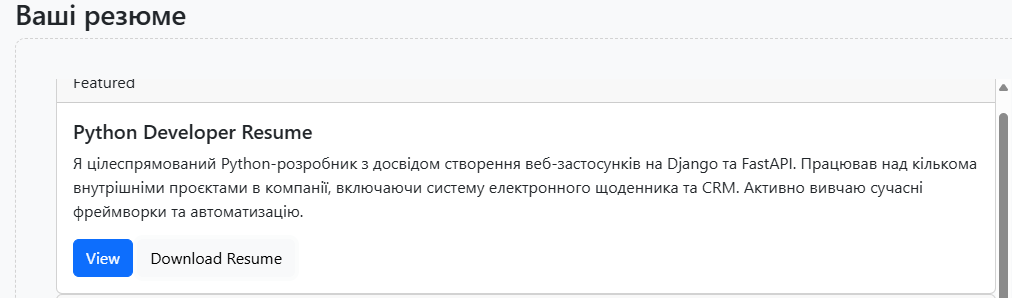 Ваші резюме
Featured
Python Developer Resume
Я цілеспрямований Python-розробник з досвідом створення веб-застосунків на Django та FastAPI. Працював над кількома
внутрішніми проєктами в компанії, включаючи систему електронного щоденника та CRM. Активно вивчаю сучасні
фреймворки та автоматизацію.
View Download Resume